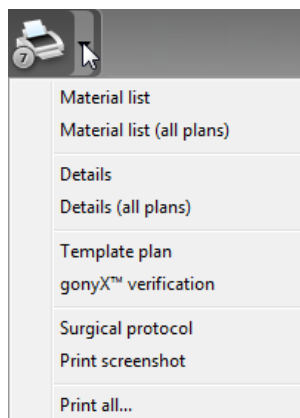 7
Material list
Material list (all plans)
Details
Details (all plans)
Template plan
gonyX™ verification
Surgical protocol
Print screenshot
Print all...